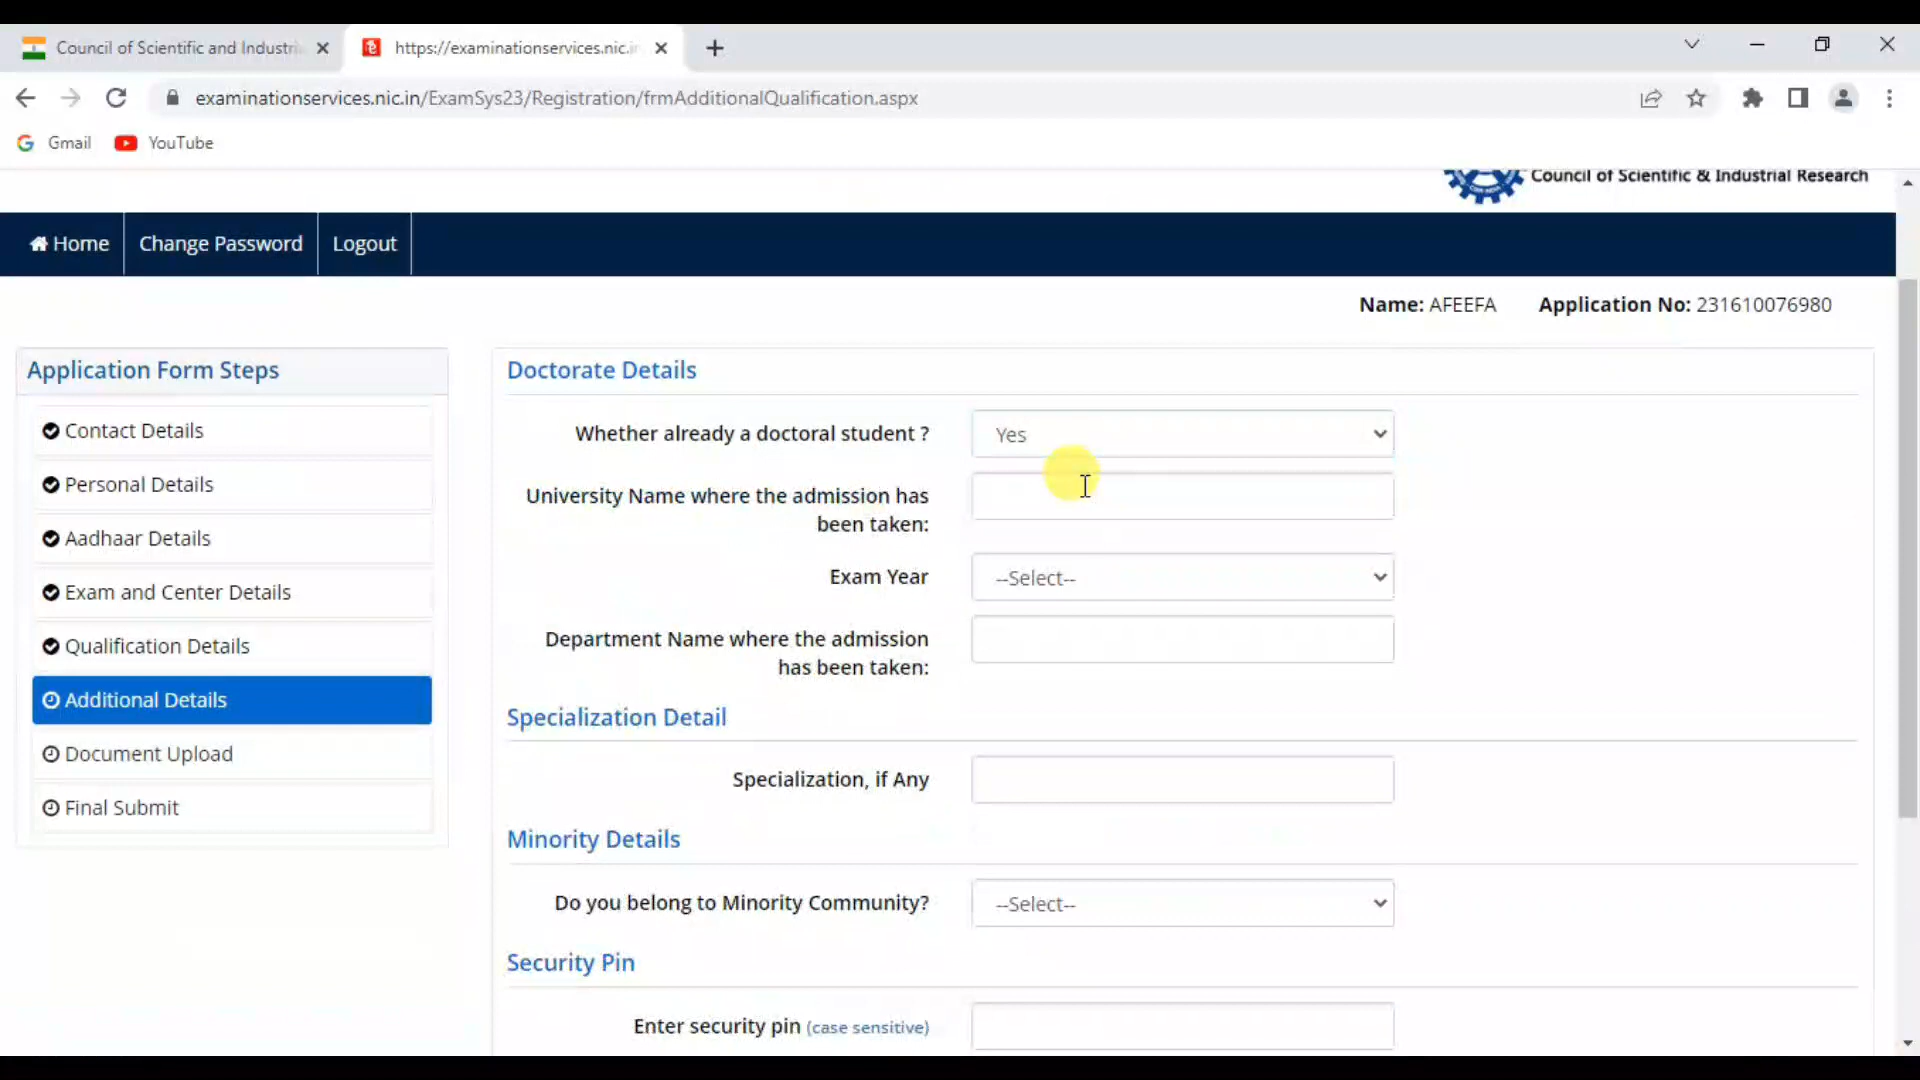 Council of Scientific and Industri
https://examinationservices.nic.i
examinationservices.nic.in/ExamSys23/Registration/frmAdditionalQualification.aspx
Gmail
YouTube
Council of Scientific & Industrial Research
Home
Change Password
Logout
Name: AFEEFA
Application No: 231610076980
Application Form Steps
Contact Details
Personal Details
Aadhaar Details
Exam and Center Details
Qualification Details
Additional Details
Document Upload
Final Submit
Doctorate Details
Whether already a doctoral student ?
Yes
University Name where the admission has
been taken:
Exam Year
--Select--
Department Name where the admission
has been taken:
Specialization Detail
Specialization, if Any
Minority Details
Do you belong to Minority Community?
--Select--
Security Pin
Enter security pin (case sensitive)